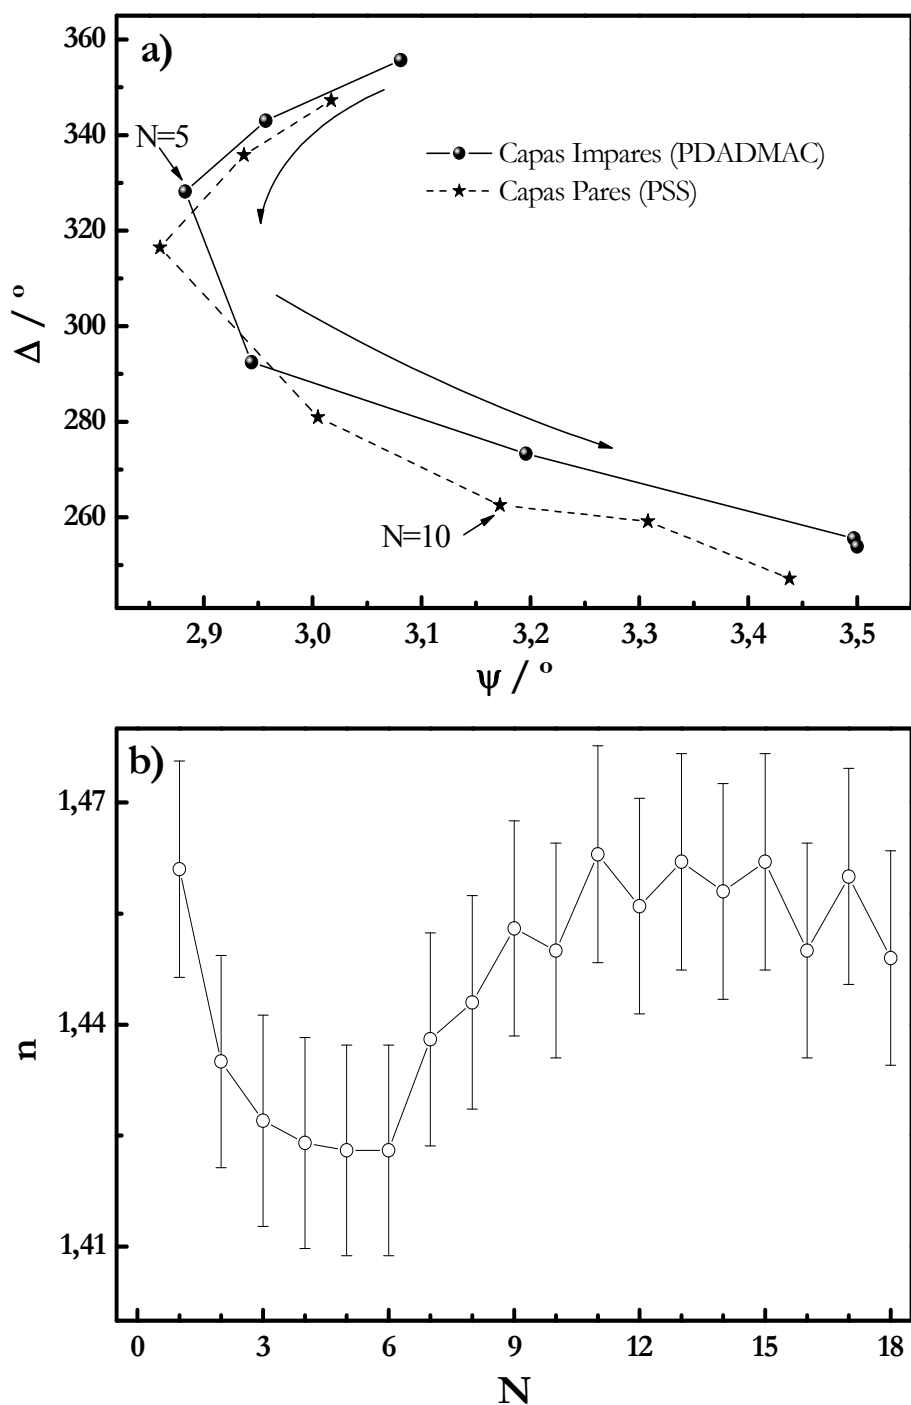 a)
360
340
320
300
280
260
Δ / º
N=5
Capas Impares (PDADMAC)
Capas Pares (PSS)
N=10
2,9 3,0 3,1 3,2 3,3 3,4 3,5
ψ / º
b)
1,47
1,44
1,41
n
0 3 6 9 12 15 18
N